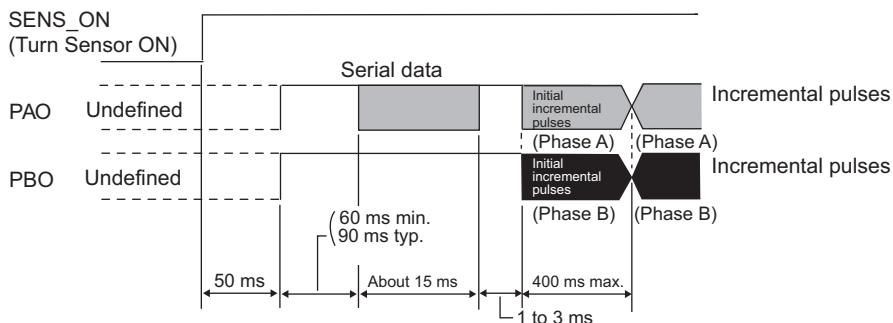 SENS_ON
(Turn Sensor ON)
Serial data
PAO
Undefined
Initial
incremental
pulses
Incremental pulses
(Phase A)
(Phase A)
PBO
Undefined
Initial
incremental
pulses
Incremental pulses
(Phase B)
(Phase B)
60 ms min.
90 ms typ.
50 ms
About 15 ms
400 ms max.
1 to 3 ms